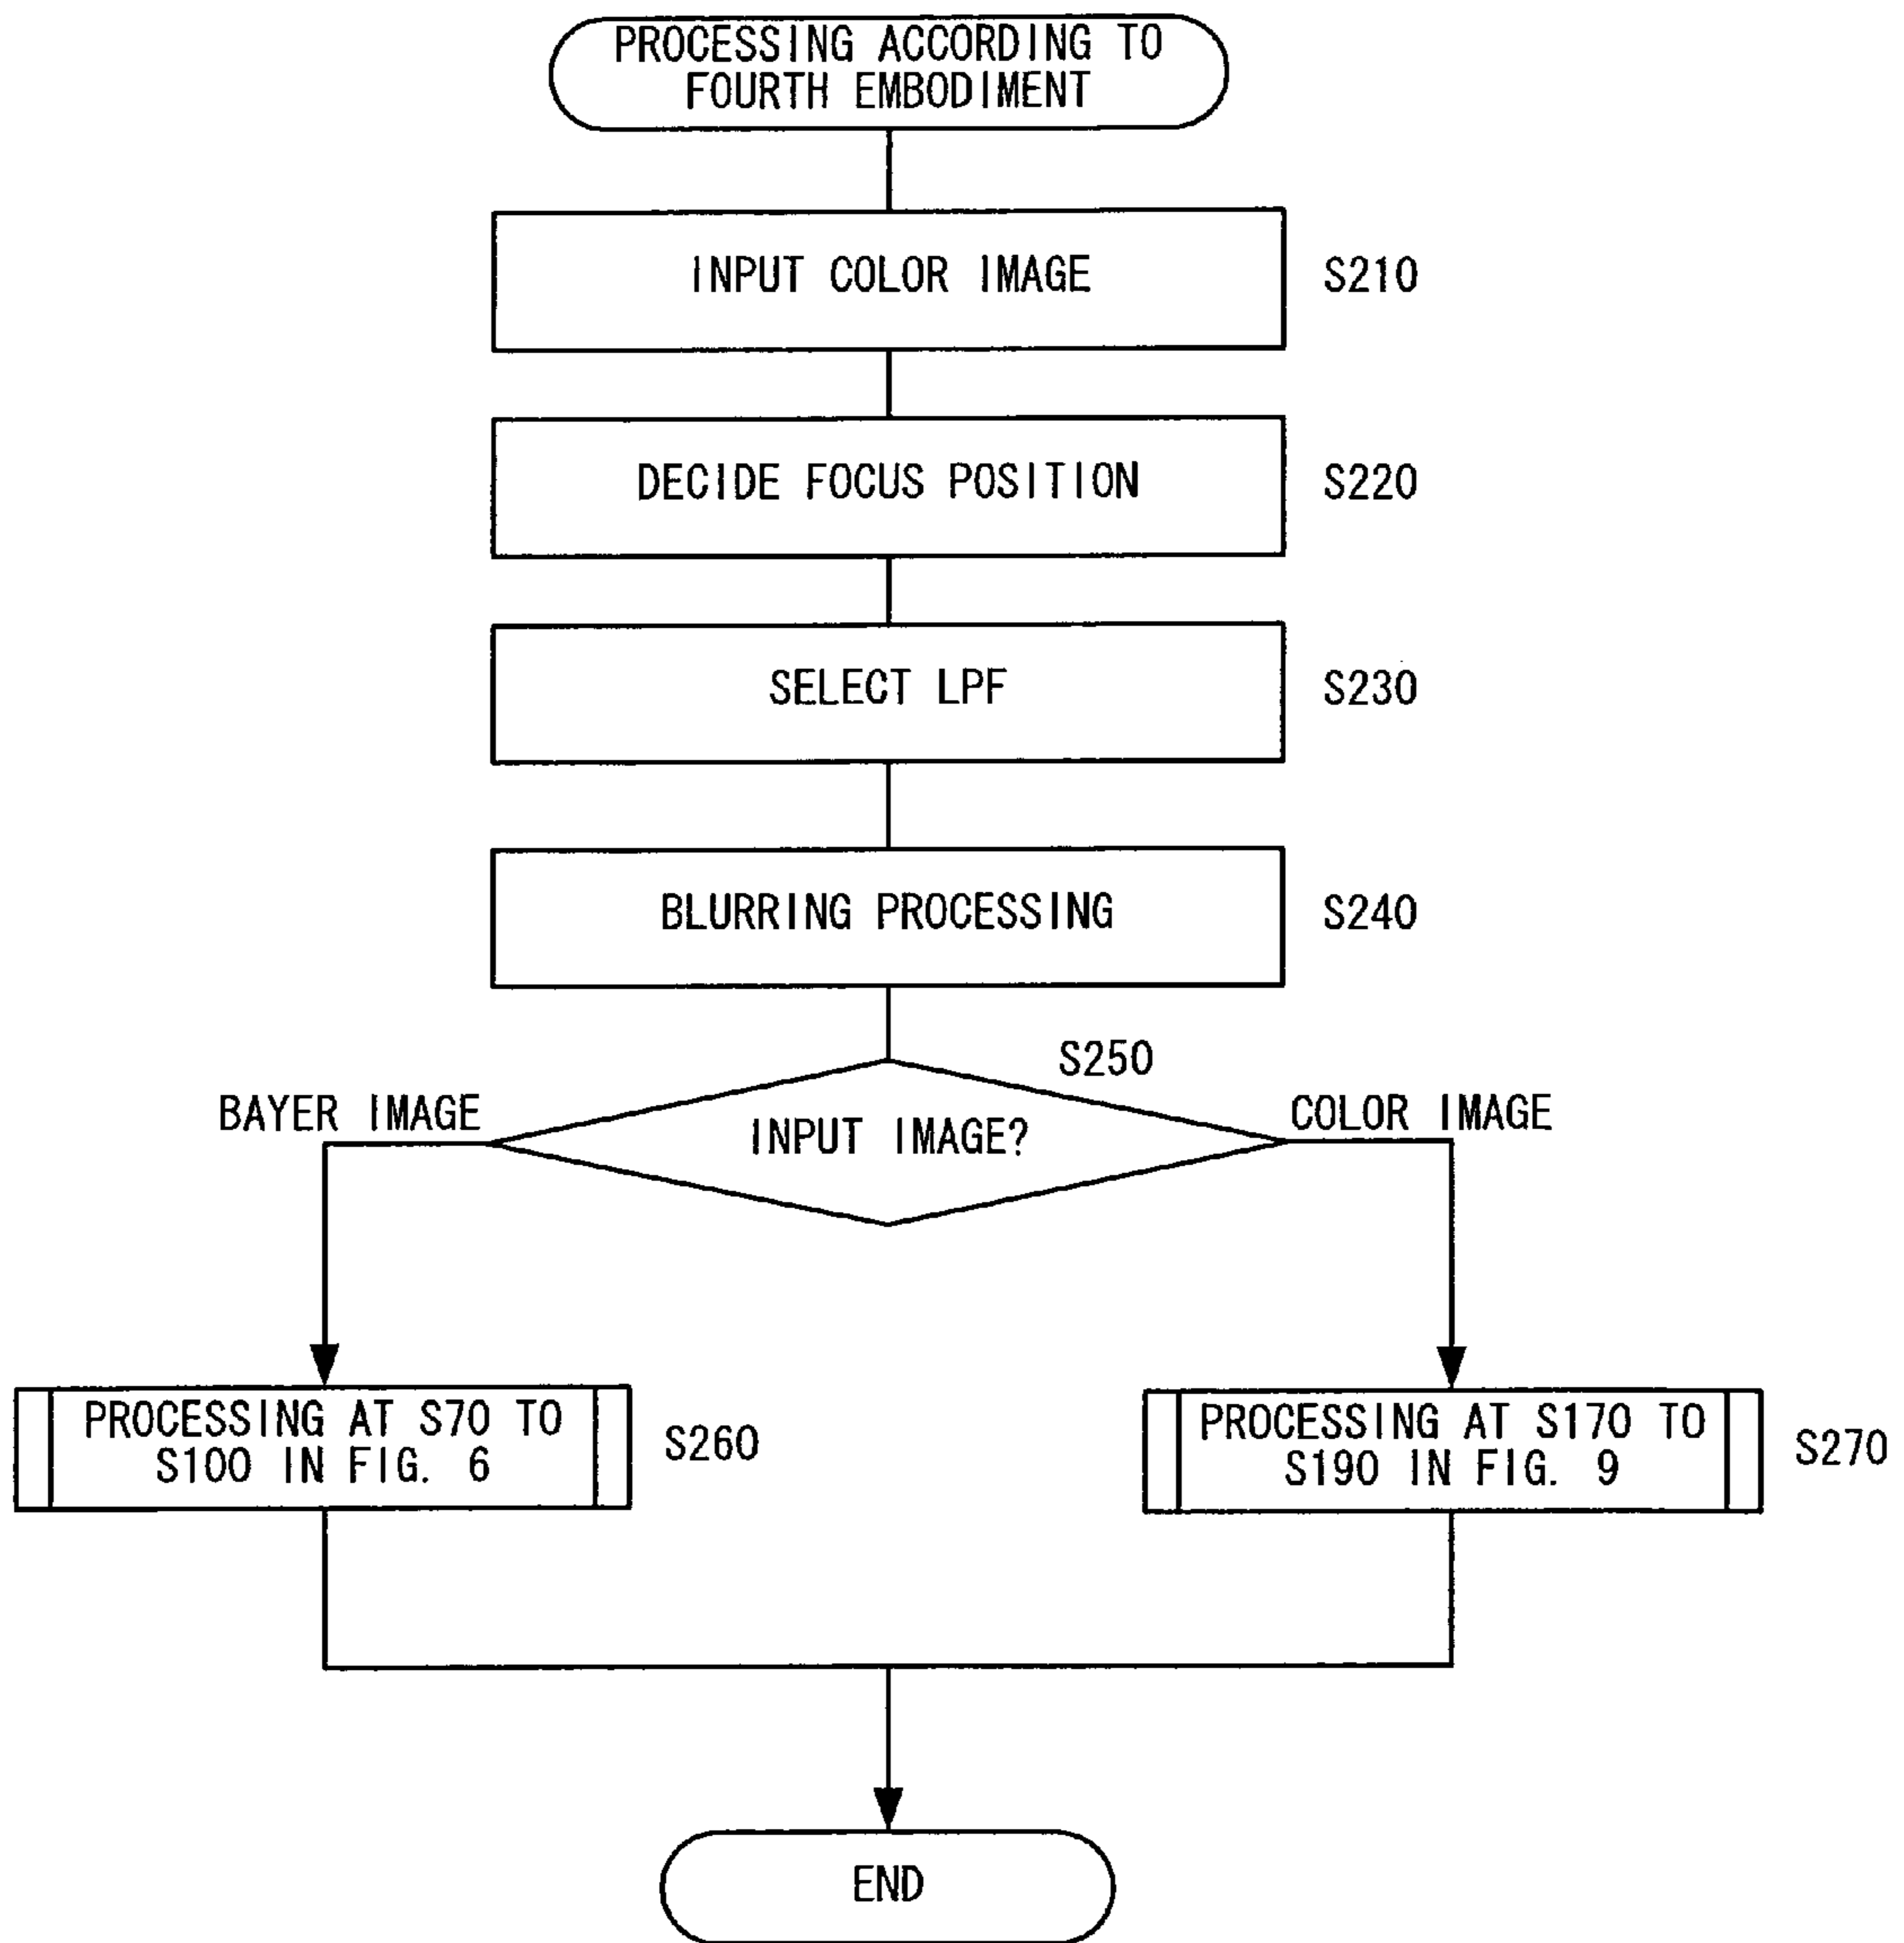 PROCESSING ACCORDING TO
FOURTH EMBODIMENT
INPUT COLOR IMAGE
S210
DECIDE FOCUS POSITION
S220
SELECT LPF
S230
BLURRING PROCESSING
S240
S250
BAYER IMAGE
INPUT IMAGE?
COLOR IMAGE
PROCESSING AT S70 TO
S100 IN FIG. 6
S260
PROCESSING AT S170 TO
S190 IN FIG. 9
S270
END